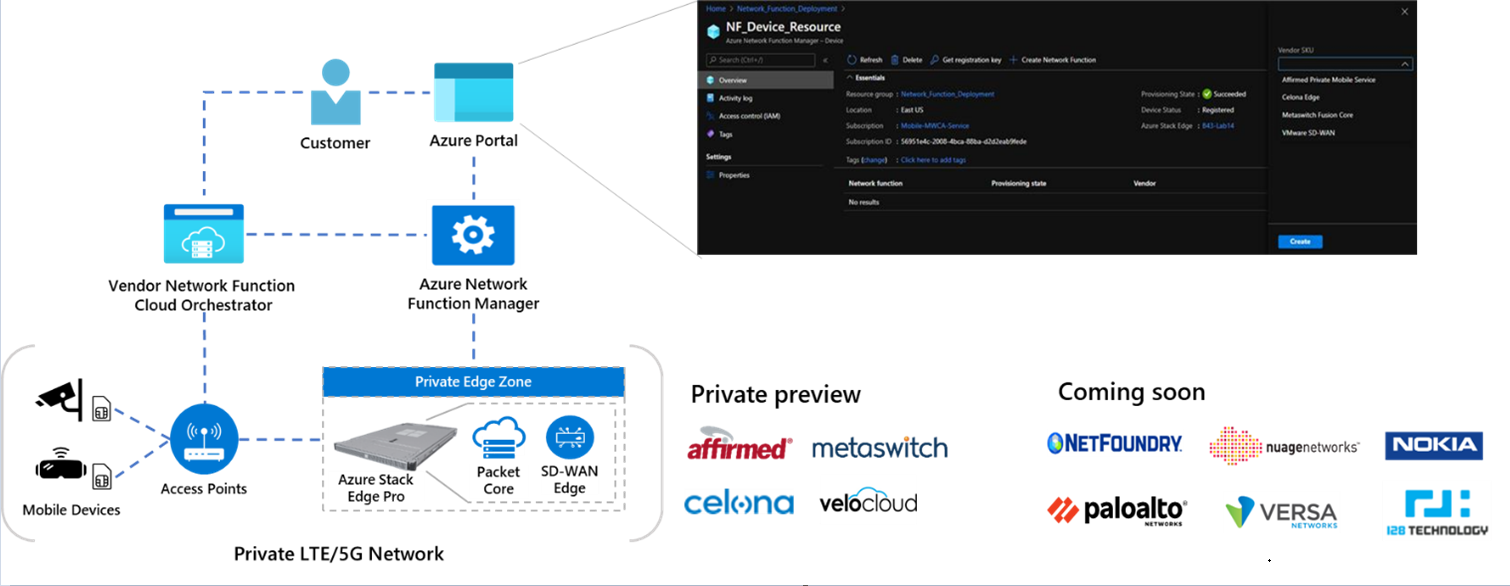 Home > Network_Function_Deployment >
NF_Device_Resource
Azure Network Function Manager – Device
Search (Ctrl+/)
«
Refresh Delete Get registration key Create Network Function
Overview
Activity log
Access control (IAM)
Tags
Settings
Properties
Essentials
Resource group : Network_Function_Deployment
Location : East US
Subscription : Mobile-MWCA-Service
Subscription ID : 56951e4c-2008-4bca-88ba-d2d2eab9fede
Tags (change) : Click here to add tags
Provisioning State : Succeeded
Device Status : Registered
Azure Stack Edge : B43-Lab14
Network function Provisioning state Vendor
No results
Vendor SKU
Affirmed Private Mobile Service
Celona Edge
Metaswitch Fusion Core
VMware SD-WAN
Create
Customer
Azure Portal
Vendor Network Function
Cloud Orchestrator
Azure Network
Function Manager
Private Edge Zone
Azure Stack
Edge Pro
Packet
Core
SD-WAN
Edge
Access Points
Mobile Devices
Private LTE/5G Network
Private preview
affirmed®
metaswitch
celona
velocloud
Coming soon
NETFOUNDRY.
nuagenetworks™
NOKIA
paloalto®
NETWORKS
VERSA
NETWORKS
128 TECHNOLOGY